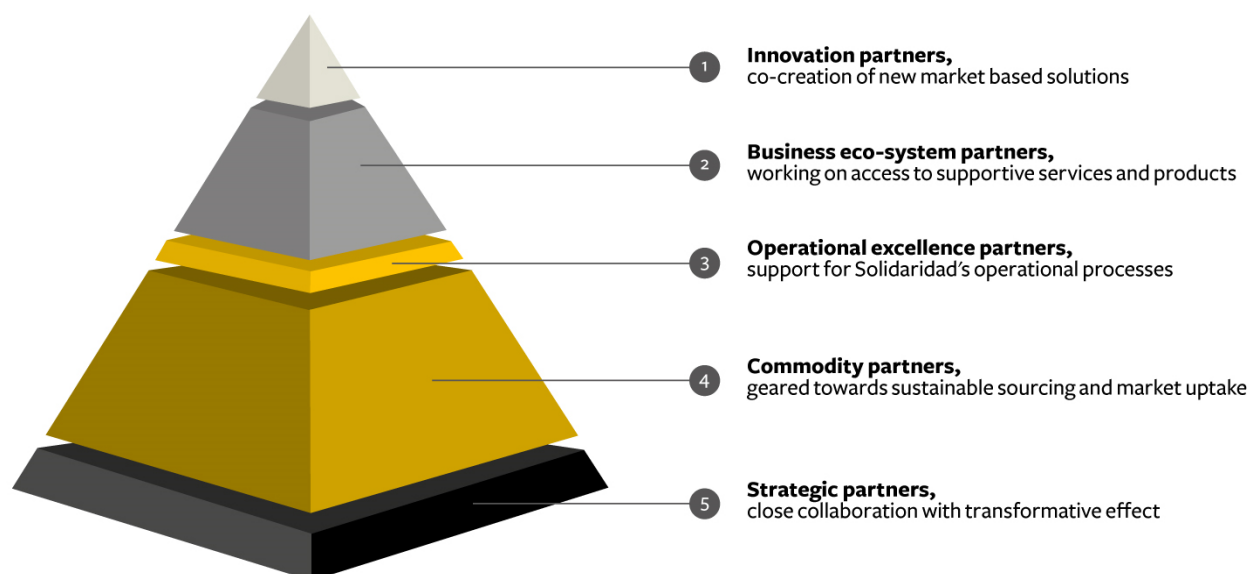 1
Innovation partners,
co-creation of new market based solutions
2
Business eco-system partners,
working on access to supportive services and products
3
Operational excellence partners,
support for Solidaridad's operational processes
4
Commodity partners,
geared towards sustainable sourcing and market uptake
5
Strategic partners,
close collaboration with transformative effect